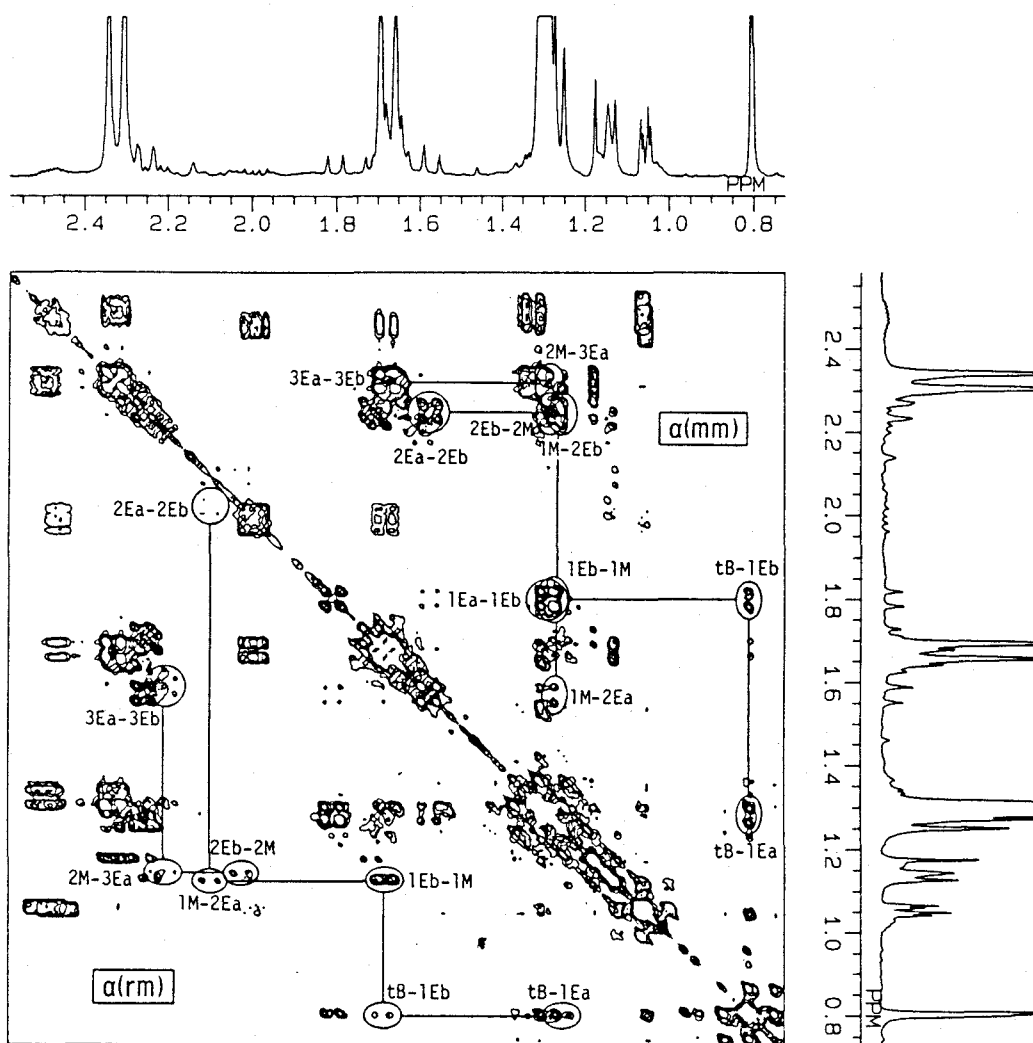 PPM
2.4 2.2 2.0 1.8 1.6 1.4 1.2 1.0 0.8
2M-3Ea
3Ea-3Eb
2Eb-2M
α(mm)
1M-2Eb
2Ea-2Eb
2Ea-2Eb
1Eb-1M
tB-1Eb
1Ea-1Eb
1M-2Ea
3Ea-3Eb
tB-1Ea
2Eb-2M
2M-3Ea
1Eb-1M
1M-2Ea
α(rm)
tB-1Eb
tB-1Ea
2.4
2.2
2.0
1.8
1.6
1.4
1.2
1.0
PPM
0.8